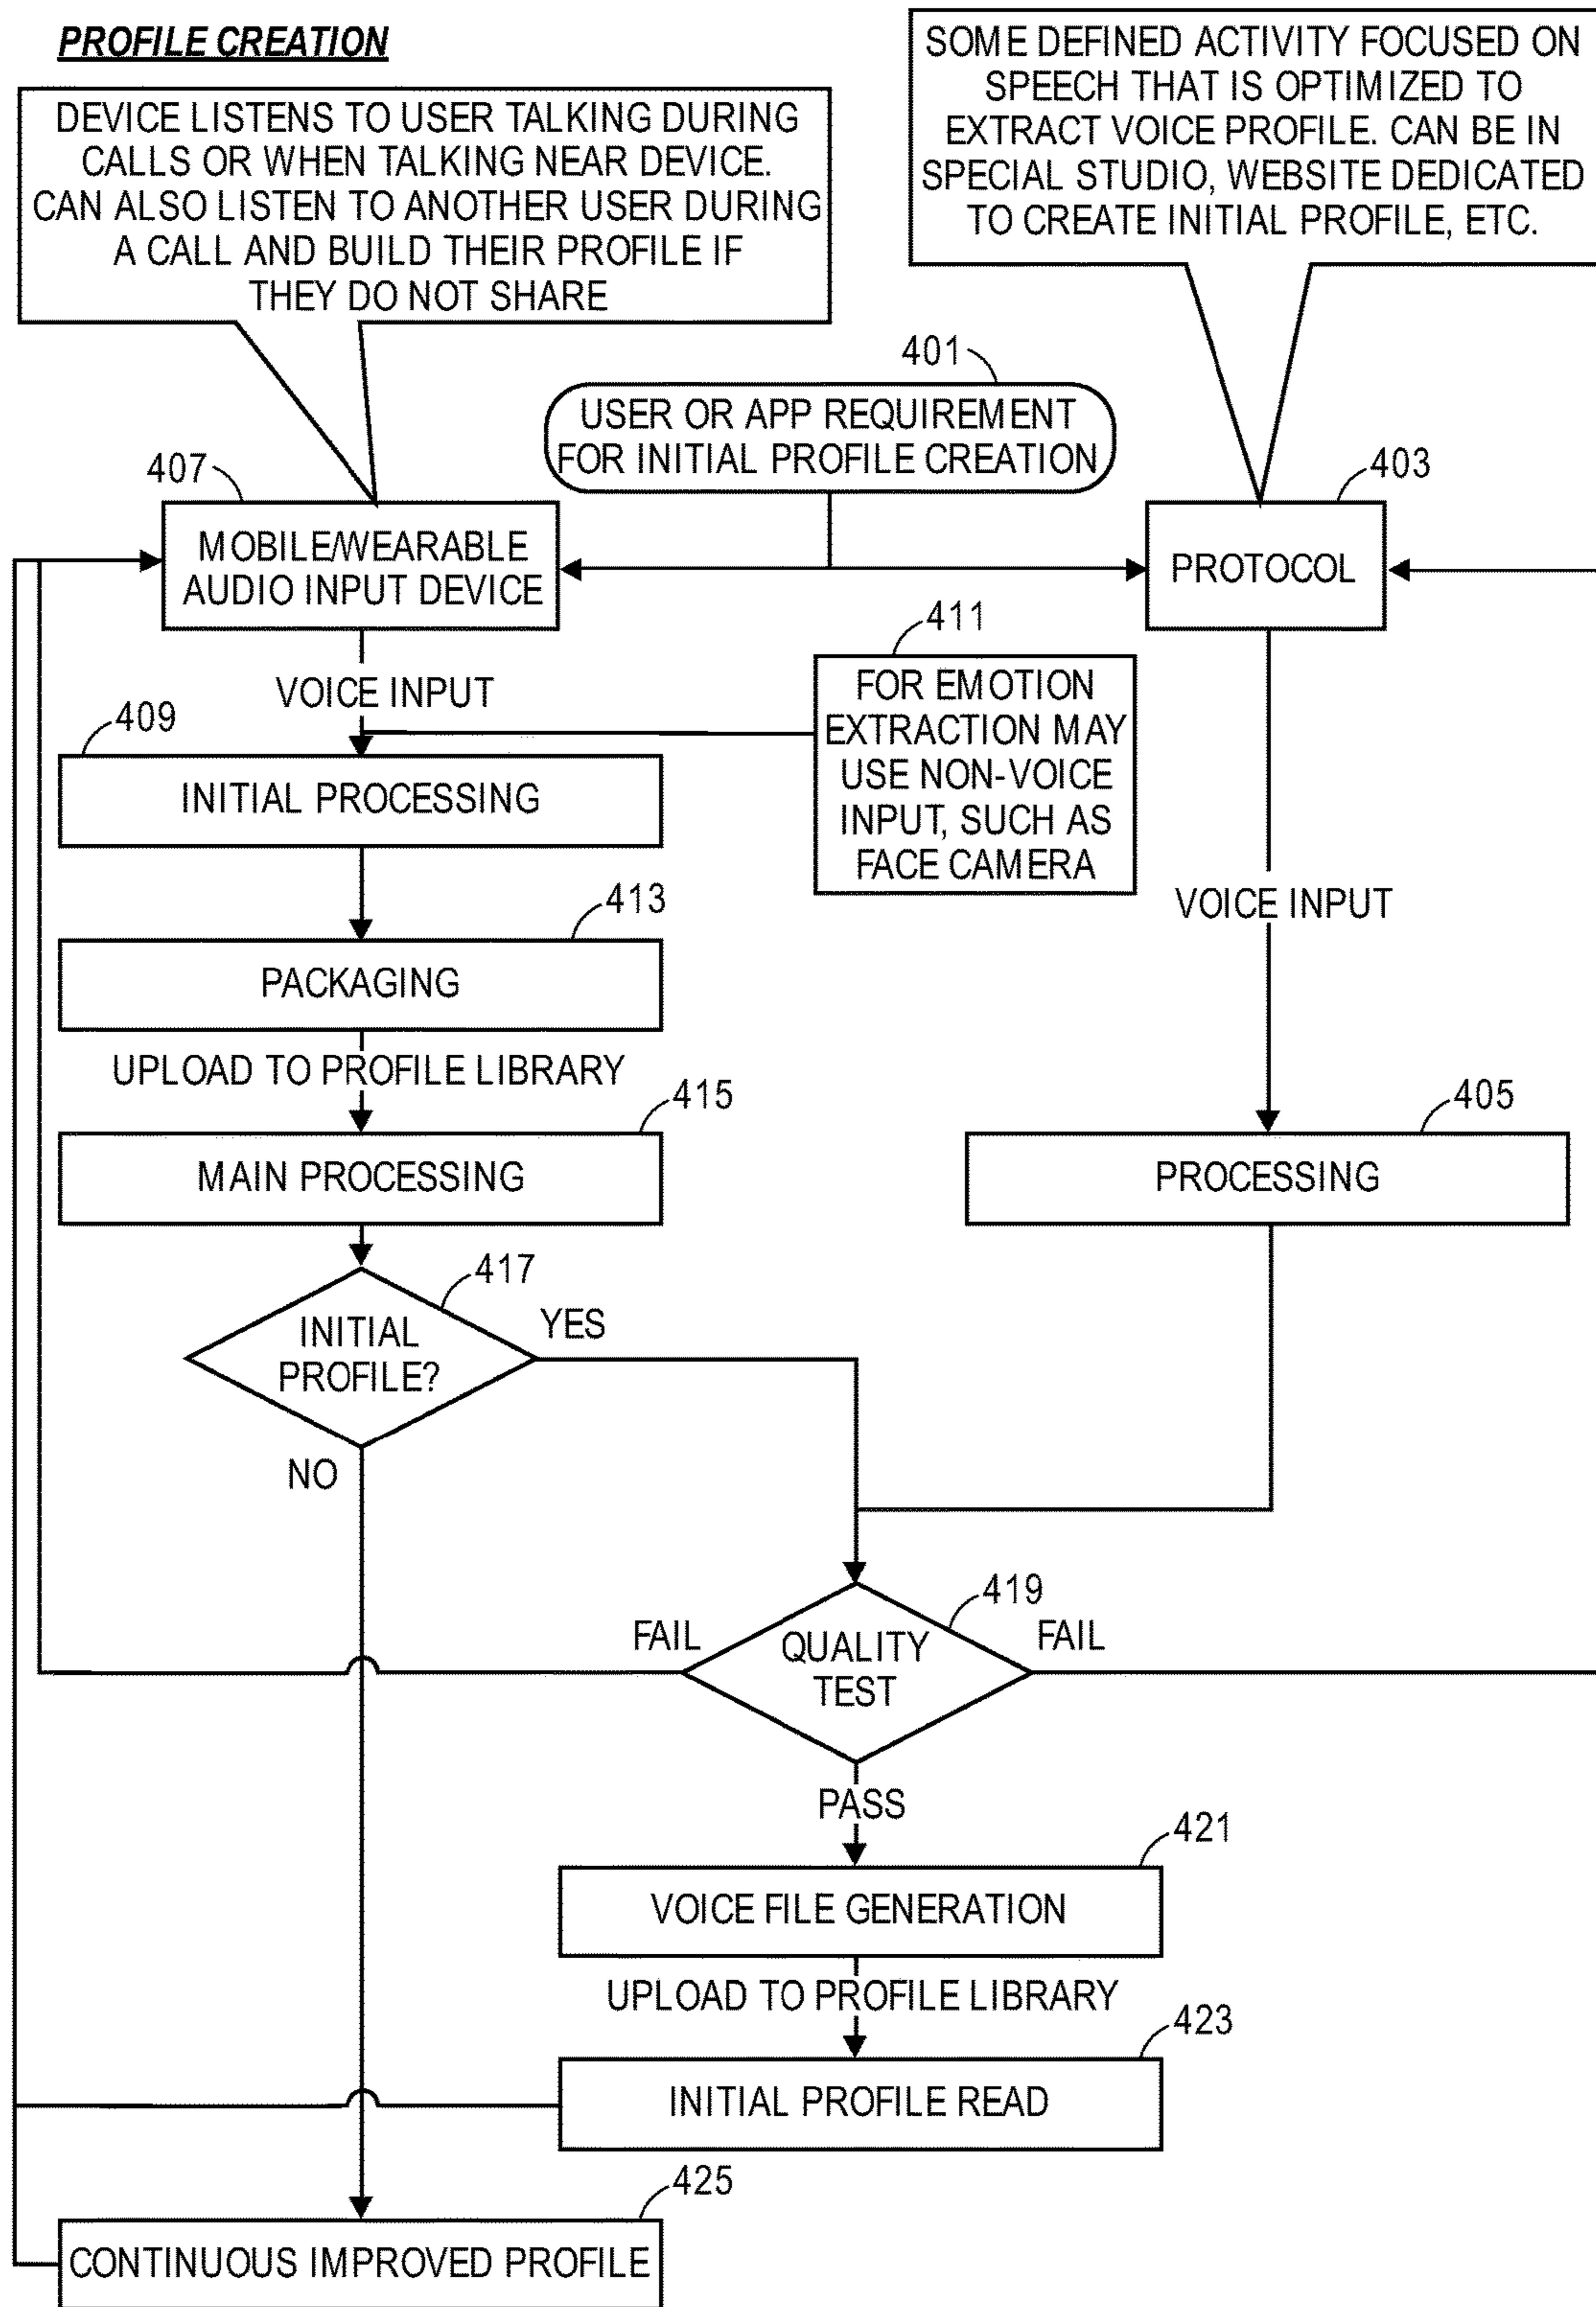 PROFILE CREATION
DEVICE LISTENS TO USER TALKING DURING
CALLS OR WHEN TALKING NEAR DEVICE.
CAN ALSO LISTEN TO ANOTHER USER DURING
A CALL AND BUILD THEIR PROFILE IF
THEY DO NOT SHARE
SOME DEFINED ACTIVITY FOCUSED ON
SPEECH THAT IS OPTIMIZED TO
EXTRACT VOICE PROFILE. CAN BE IN
SPECIAL STUDIO, WEBSITE DEDICATED
TO CREATE INITIAL PROFILE, ETC.
401
USER OR APP REQUIREMENT
FOR INITIAL PROFILE CREATION
407
MOBILE/WEARABLE
AUDIO INPUT DEVICE
403
PROTOCOL
VOICE INPUT
411
FOR EMOTION
EXTRACTION MAY
USE NON-VOICE
INPUT, SUCH AS
FACE CAMERA
409
INITIAL PROCESSING
VOICE INPUT
413
PACKAGING
UPLOAD TO PROFILE LIBRARY
415
MAIN PROCESSING
405
PROCESSING
417
INITIAL
PROFILE?
YES
NO
419
QUALITY
TEST
FAIL
FAIL
PASS
421
VOICE FILE GENERATION
UPLOAD TO PROFILE LIBRARY
423
INITIAL PROFILE READ
425
CONTINUOUS IMPROVED PROFILE